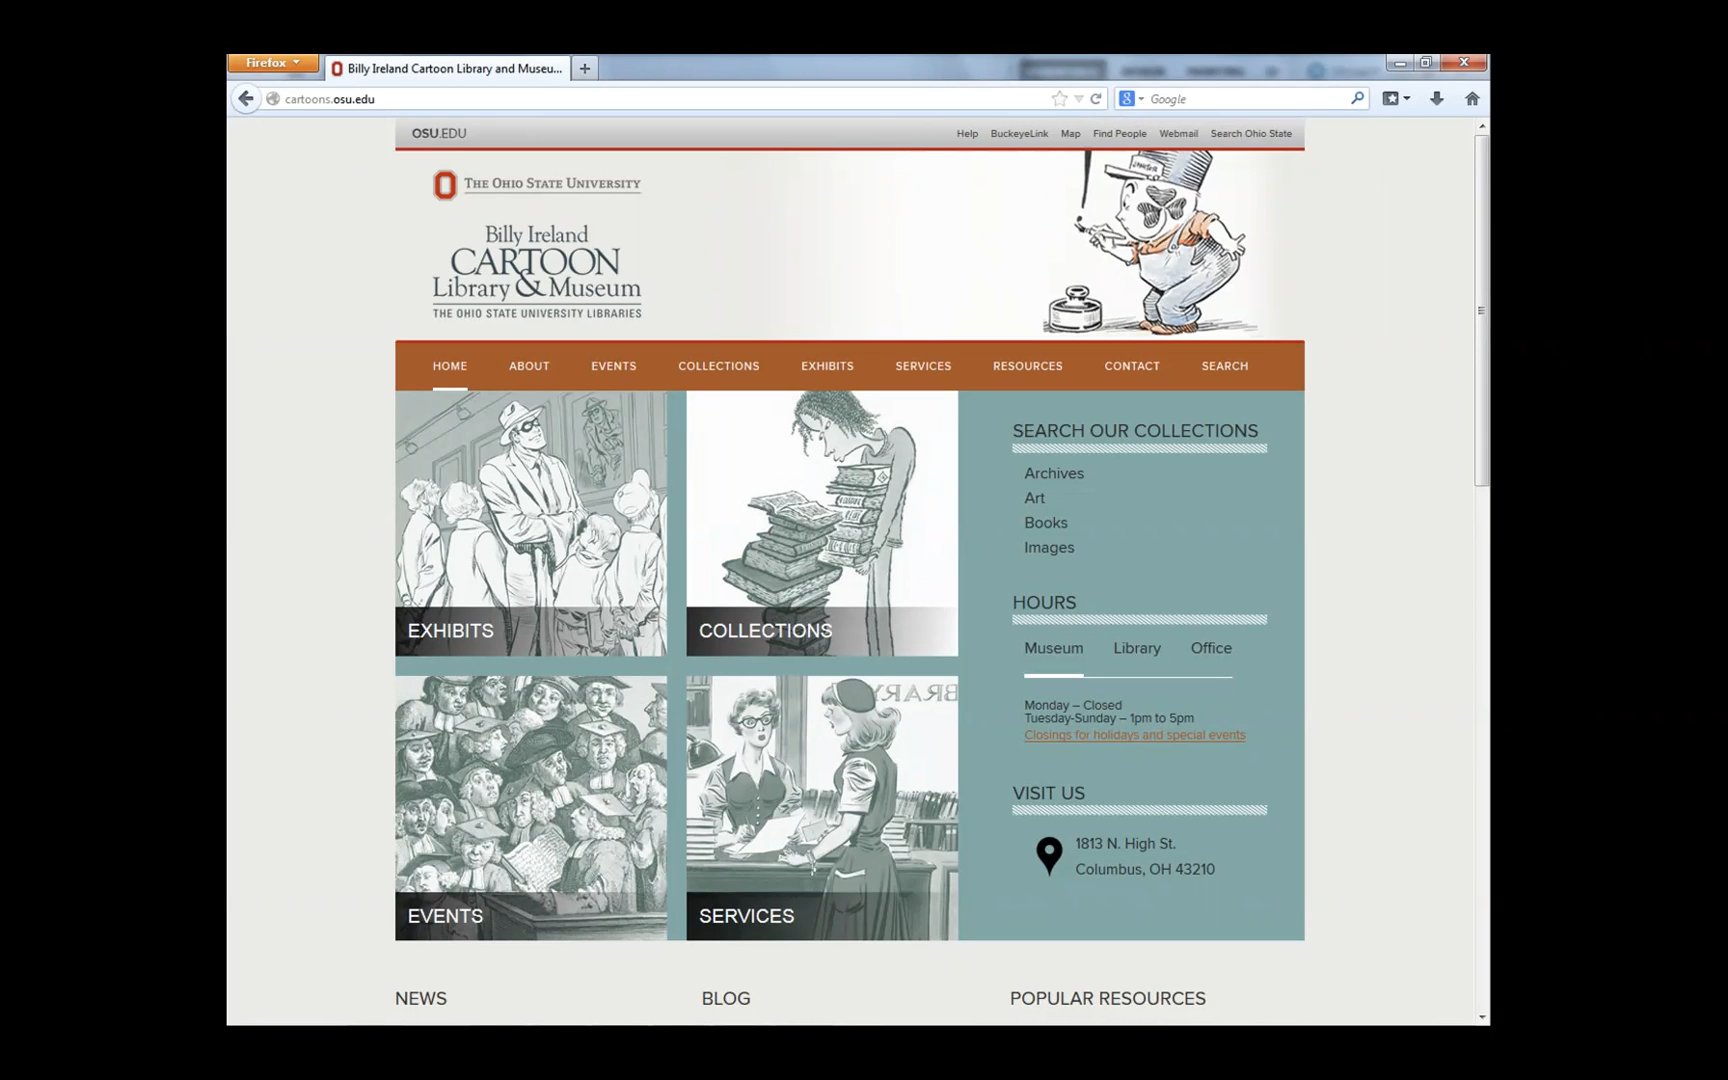 Firefox
Billy Ireland Cartoon Library and Museu...
cartoons.osu.edu
Google
OSU.EDU
Help BuckeyeLink Map Find People Webmail Search Ohio State
THE OHIO STATE UNIVERSITY
Billy Ireland
CARTOON
Library & Museum
THE OHIO STATE UNIVERSITY LIBRARIES
HOME ABOUT EVENTS COLLECTIONS EXHIBITS SERVICES RESOURCES CONTACT SEARCH
EXHIBITS
COLLECTIONS
SEARCH OUR COLLECTIONS
Archives
Art
Books
Images
HOURS
Museum Library Office
Monday – Closed
Tuesday-Sunday – 1pm to 5pm
Closings for holidays and special events
VISIT US
1813 N. High St.
Columbus, OH 43210
EVENTS
SERVICES
NEWS
BLOG
POPULAR RESOURCES